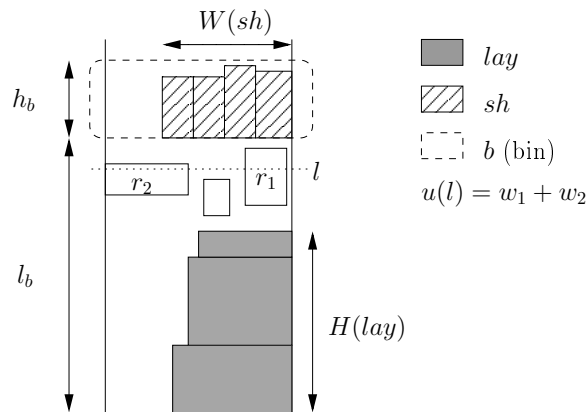 W(sh)
h_b
r_1
r_2
l
l_b
H(lay)
lay
sh
b (bin)
u(l) = w_1 + w_2